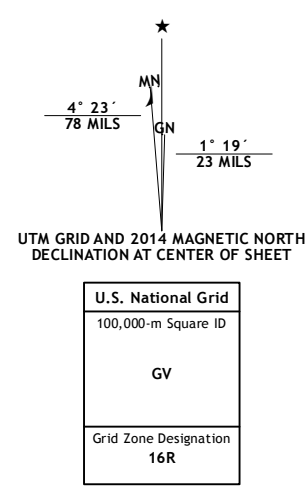 ★
MN
GN
4° 23´
78 MILS
1° 19´
23 MILS
UTM GRID AND 2014 MAGNETIC NORTH
DECLINATION AT CENTER OF SHEET
U.S. National Grid
100,000-m Square ID
GV
Grid Zone Designation
16R